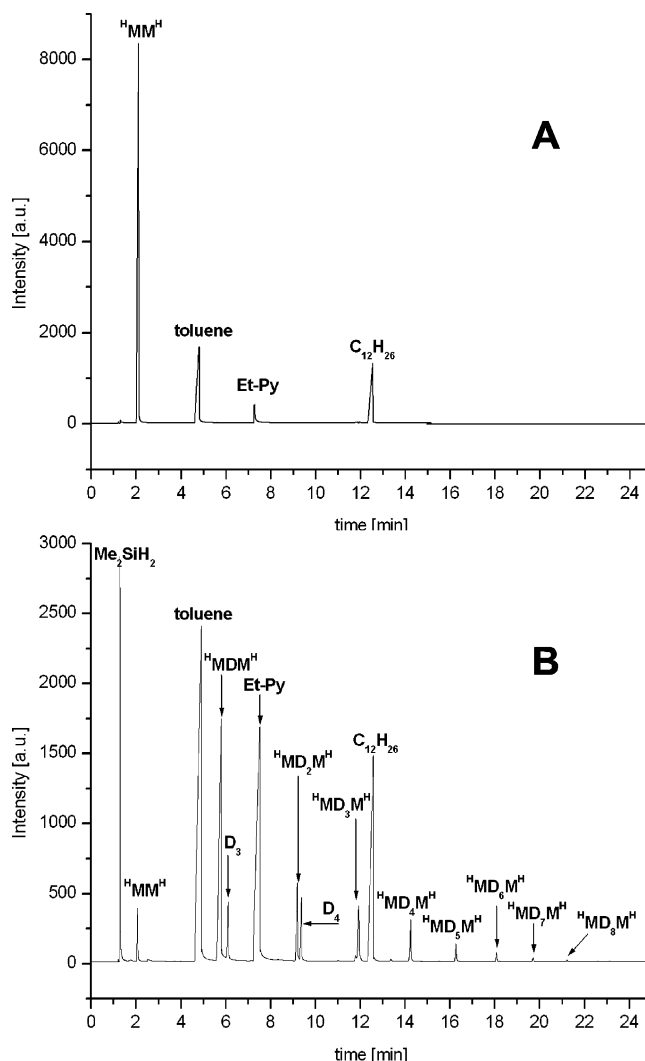 A
Intensity [a.u.]
8000
6000
4000
2000
0
ᴴMMᴴ
toluene
Et-Py
C₁₂H₂₆
0 2 4 6 8 10 12 14 16 18 20 22 24
time [min]
B
Intensity [a.u.]
3000
2500
2000
1500
1000
500
0
Me₂SiH₂
toluene
ᴴMDMᴴ
Et-Py
C₁₂H₂₆
ᴴMD₂Mᴴ
ᴴMD₃Mᴴ
D₃
ᴴMMᴴ
D₄
ᴴMD₄Mᴴ
ᴴMD₅Mᴴ
ᴴMD₆Mᴴ
ᴴMD₇Mᴴ
ᴴMD₈Mᴴ
0 2 4 6 8 10 12 14 16 18 20 22 24
time [min]